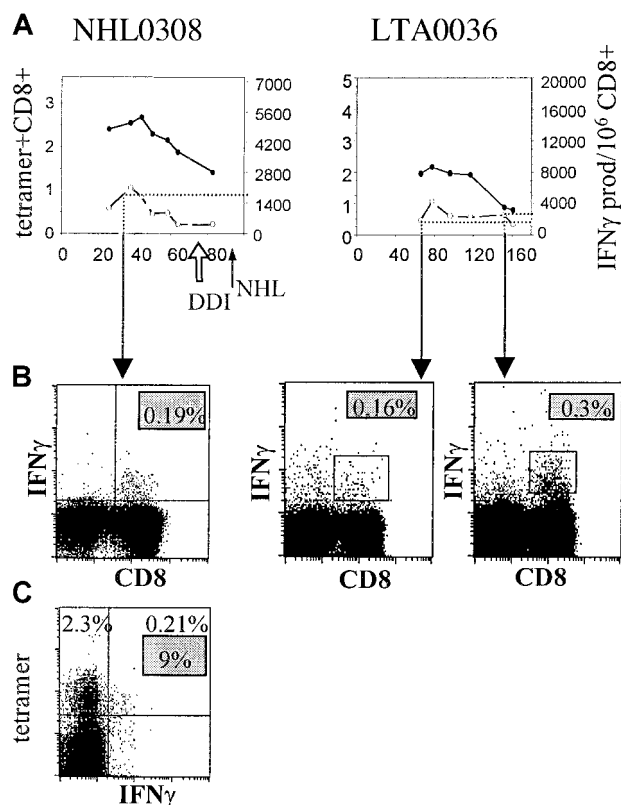 A
NHL0308
LTA0036
tetramer+CD8+
3
2
1
0
7000
5600
4200
2800
1400
0
0 20 40 60 80
DDI
NHL
5
4
3
2
1
0
20000
16000
12000
8000
4000
0
0 40 80 120 160
IFNγ prod/10⁶ CD8+
B
0.19%
IFNγ
CD8
0.16%
IFNγ
CD8
0.3%
IFNγ
CD8
C
2.3% 0.21%
9%
tetramer
IFNγ